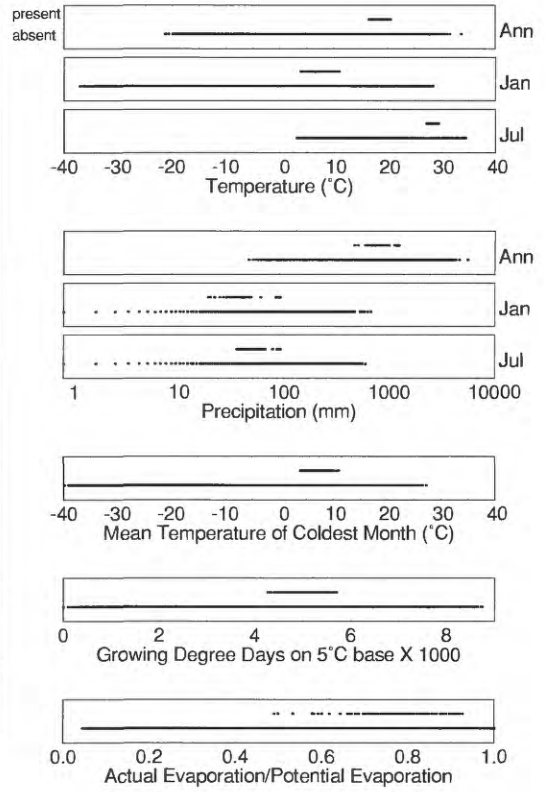 present
absent
Ann
Jan
Jul
-40 -30 -20 -10 0 10 20 30 40
Temperature (°C)
Ann
Jan
Jul
1 10 100 1000 10000
Precipitation (mm)
-40 -30 -20 -10 0 10 20 30 40
Mean Temperature of Coldest Month (°C)
0 2 4 6 8
Growing Degree Days on 5°C base X 1000
0.0 0.2 0.4 0.6 0.8 1.0
Actual Evaporation/Potential Evaporation